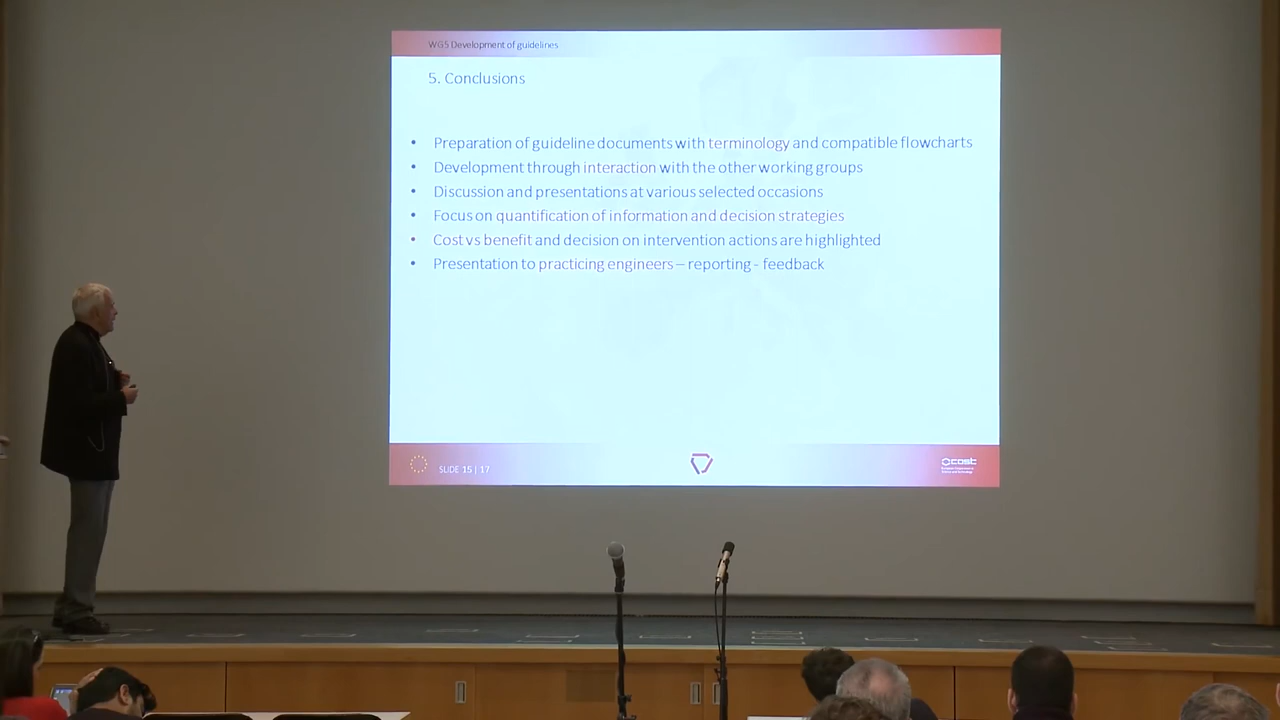 WG5 Development of guidelines
5. Conclusions
• Preparation of guideline documents with terminology and compatible flowcharts
• Development through interaction with the other working groups
• Discussion and presentations at various selected occasions
• Focus on quantification of information and decision strategies
• Cost vs benefit and decision on intervention actions are highlighted
• Presentation to practicing engineers – reporting - feedback
SLIDE 15 | 17
cost